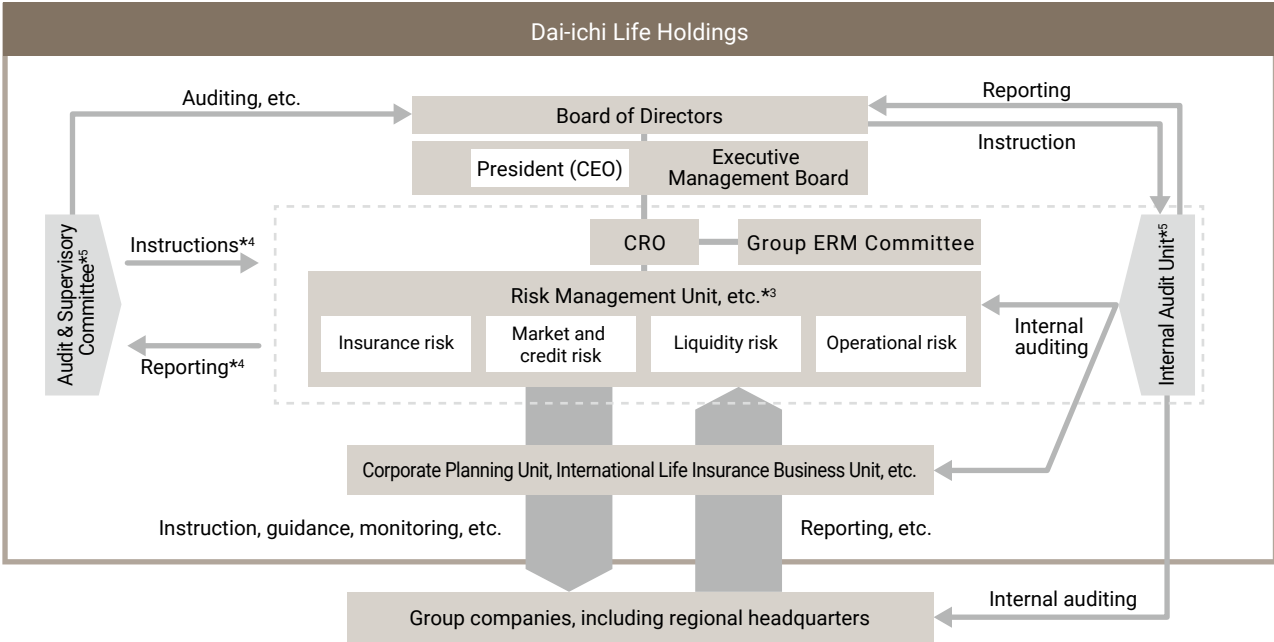 Dai-ichi Life Holdings
Auditing, etc.
Board of Directors
Reporting
Instruction
President (CEO)
Executive
Management Board
Audit & Supervisory
Committee*5
Instructions*4
Reporting*4
CRO
Group ERM Committee
Risk Management Unit, etc.*3
Insurance risk
Market and
credit risk
Liquidity risk
Operational risk
Internal
auditing
Internal Audit Unit*5
Corporate Planning Unit, International Life Insurance Business Unit, etc.
Instruction, guidance, monitoring, etc.
Reporting, etc.
Group companies, including regional headquarters
Internal auditing